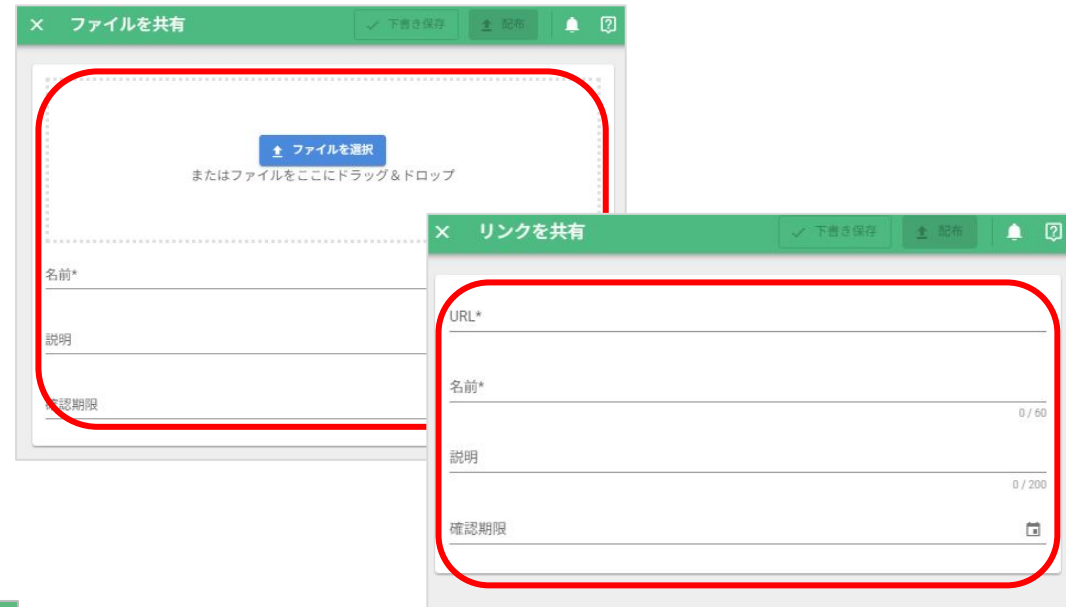 ファイルを共有
下書き保存
配布
ファイルを選択
またはファイルをここにドラッグ＆ドロップ
名前*
説明
確認期限
リンクを共有
下書き保存
配布
URL*
名前*
0 / 60
説明
0 / 200
確認期限